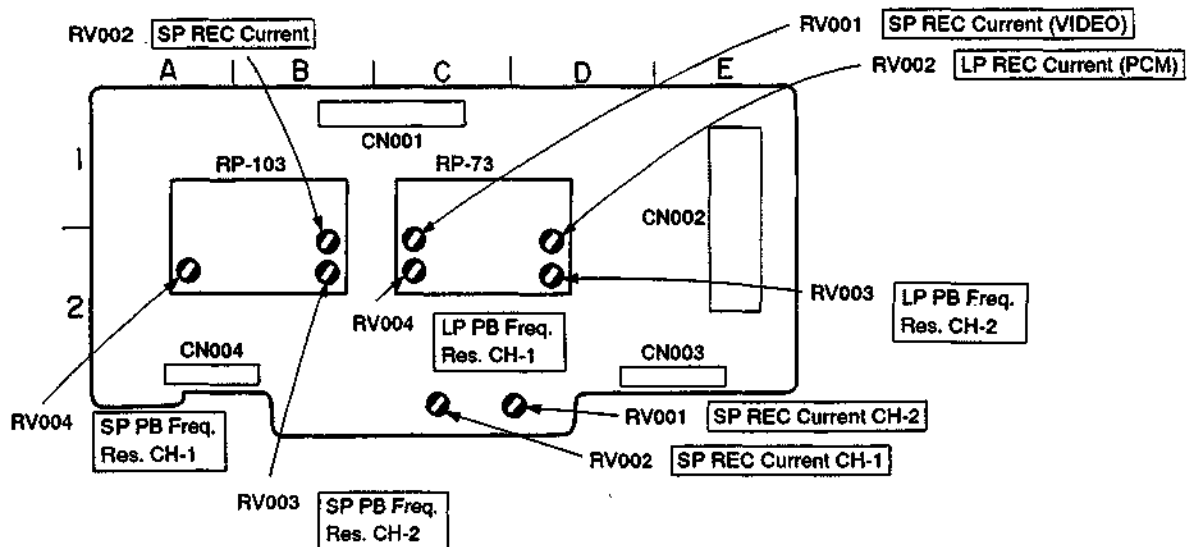 RV002 SP REC Current
RV001 SP REC Current (VIDEO)
RV002 LP REC Current (PCM)
A B C D E
1
2
CN001
RP-103
RP-73
CN002
RV003
LP PB Freq.
Res. CH-2
RV004
LP PB Freq.
Res. CH-1
CN004
CN003
RV004
SP PB Freq.
Res. CH-1
RV001 SP REC Current CH-2
RV002 SP REC Current CH-1
RV003
SP PB Freq.
Res. CH-2